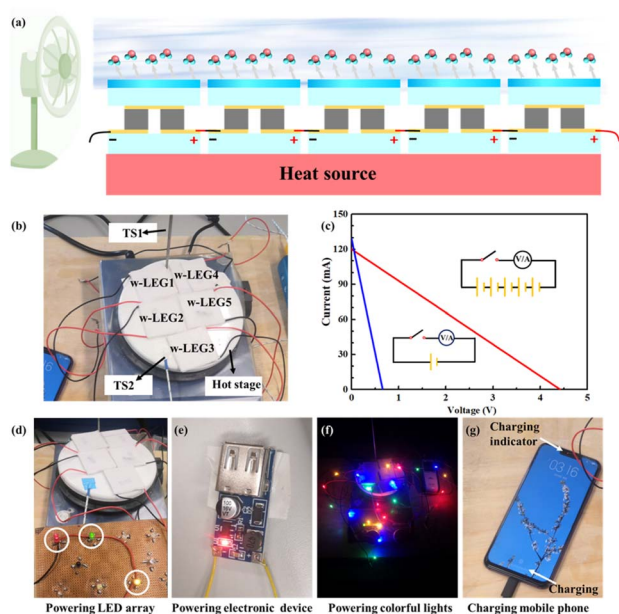 (a)
−
+
−
+
−
+
−
+
−
+
Heat source
(b)
TS1
w-LEG4
w-LEG1
w-LEG5
w-LEG2
w-LEG3
TS2
Hot stage
(c)
150
120
90
60
30
0
Current (mA)
V/A
V/A
0 1 2 3 4 5
Voltage (V)
(d)
(e)
(f)
(g)
Charging
indicator
03:16
Charging
Powering LED array
Powering electronic device
Powering colorful lights
Charging mobile phone